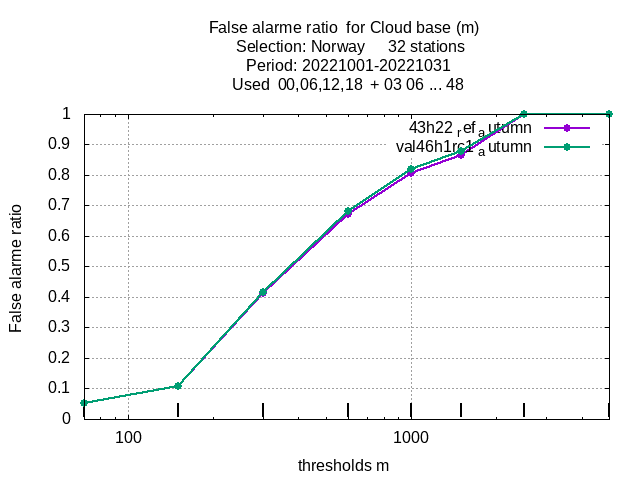 False alarme ratio  for Cloud base (m)
Selection: Norway     32 stations
Period: 20221001-20221031
Used  00,06,12,18  + 03 06 ... 48
43h22_ref_autumn
val46h1rc1_autumn
False alarme ratio
1
0.9
0.8
0.7
0.6
0.5
0.4
0.3
0.2
0.1
0
100 1000
thresholds m